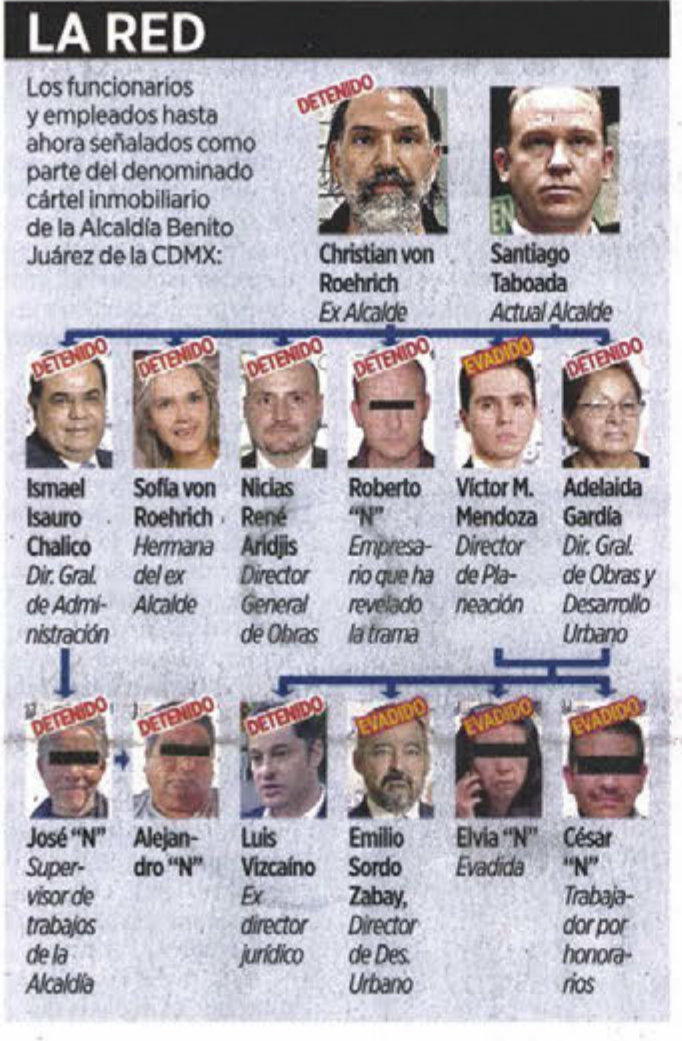 LA RED
Los funcionarios
y empleados hasta
ahora señalados como
parte del denominado
cártel inmobiliario
de la Alcaldía Benito
Juárez de la CDMX:
DETENIDO
Christian von
Roehrich
Ex Alcalde
EN
Santiago
Taboada
Actual Alcalde
DETENIDO
Ismael
Isauro
Chalico
Dir. Gral.
de Admi-
nistración
DETENIDO
Sofía von
Roehrich
Hermana
del ex
Alcalde
DETENIDO
Nicias
René
Aridjis
Director
General
de Obras
DETENIDO
Roberto
"N"
Empresa-
rio que ha
revelado
la trama
EVADIDO
Víctor M.
Mendoza
Director
de Pla-
neación
DETENIDO
Adelaida
Gardía
Dir. Gral.
de Obras y
Desarrollo
Urbano
DETENIDO
José "N"
Super-
visor de
trabajos
de la
Alcaldía
DETENIDO
Alejan-
dro "N"
DETENIDO
Luis
Vizcaíno
Ex
director
jurídico
EVADIDO
Emilio
Sordo
Zabay,
Director
de Des.
Urbano
EVADIDO
Elvia "N"
Evadida
EVADIDO
César
"N"
Trabaja-
dor por
honora-
rios